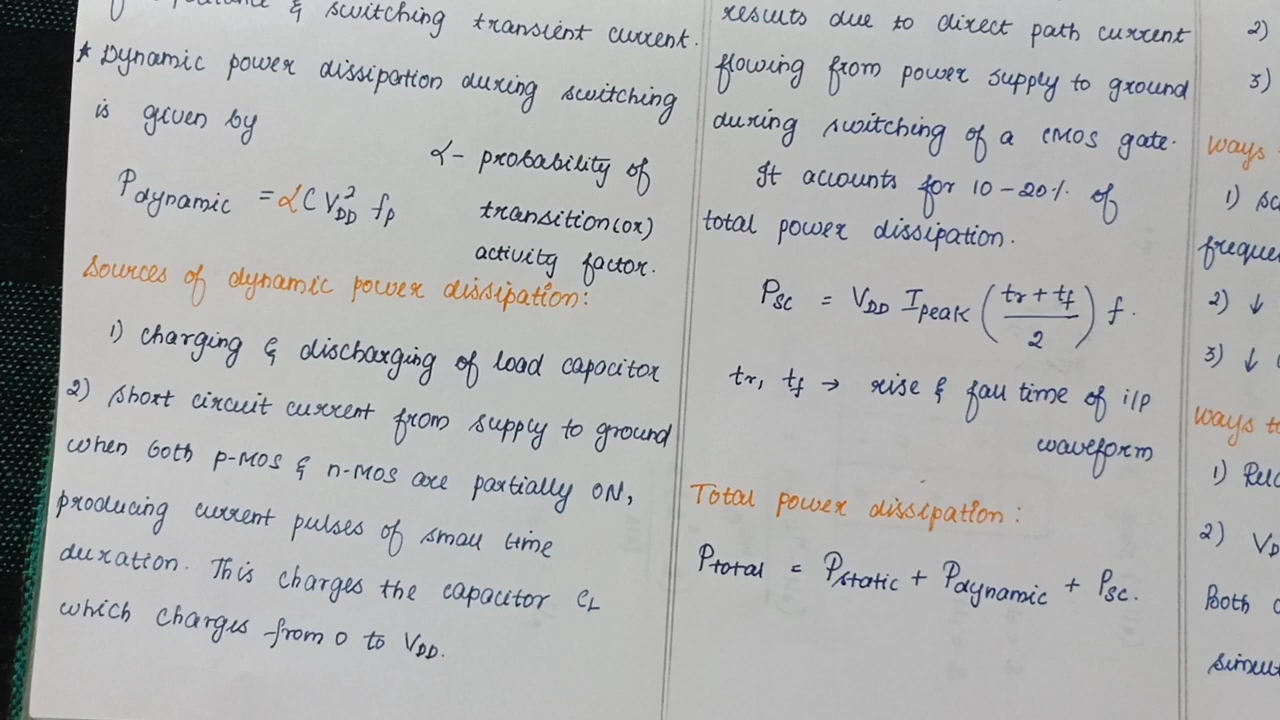 & switching transient current.
* Dynamic power dissipation during switching
is given by
α- probability of
Pdynamic = αC VDD² fp
transition(or)
activity factor.
Sources of dynamic power dissipation:
1) charging & discharging of load capacitor
2) short circuit current from supply to ground
when both p-MOS & n-MOS are partially ON,
producing current pulses of small time
duration. This charges the capacitor CL
which charges from 0 to VDD.
results due to direct path current
flowing from power supply to ground
during switching of a CMOS gate.
It accounts for 10-20% of
total power dissipation.
Psc = VDD Ipeak (tr + tf / 2) f.
tr, tf → rise & fall time of i/p
waveform
Total power dissipation:
Ptotal = Pstatic + Pdynamic + Psc.
2)
3)
ways
1)
2) ↓
3) ↓
ways
1)
2)
Both